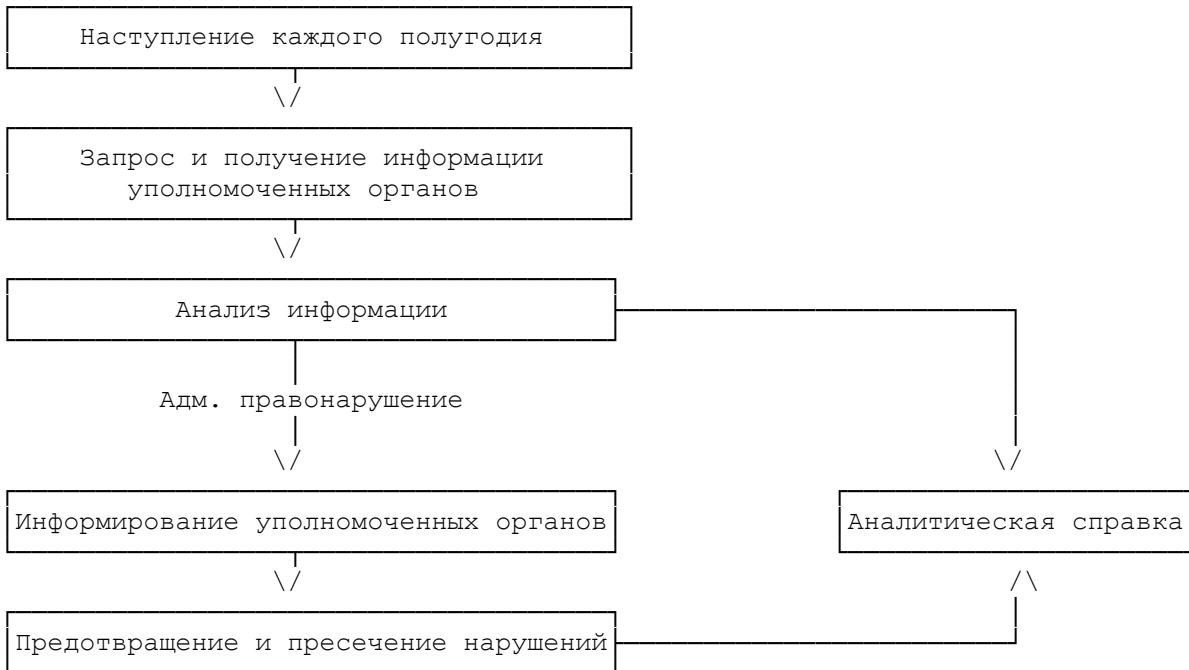 Наступление каждого полугодия
Запрос и получение информации
уполномоченных органов
Анализ информации
Адм. правонарушение
Информирование уполномоченных органов
Аналитическая справка
Предотвращение и пресечение нарушений